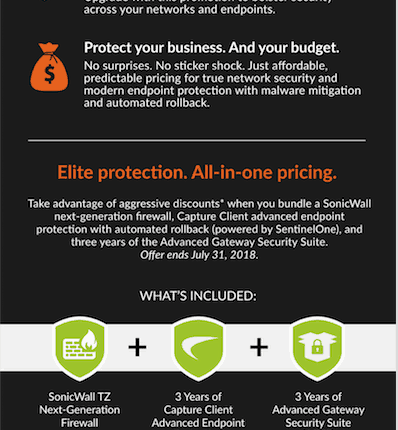 across your networks and endpoints.
$
Protect your business. And your budget.
No surprises. No sticker shock. Just affordable,
predictable pricing for true network security and
modern endpoint protection with malware mitigation
and automated rollback.
Elite protection. All-in-one pricing.
Take advantage of aggressive discounts* when you bundle a SonicWall
next-generation firewall, Capture Client advanced endpoint
protection with automated rollback (powered by SentinelOne), and
three years of the Advanced Gateway Security Suite.
Offer ends July 31, 2018.
WHAT'S INCLUDED:
+ +
SonicWall TZ
Next-Generation
Firewall
3 Years of
Capture Client
Advanced Endpoint
3 Years of
Advanced Gateway
Security Suite